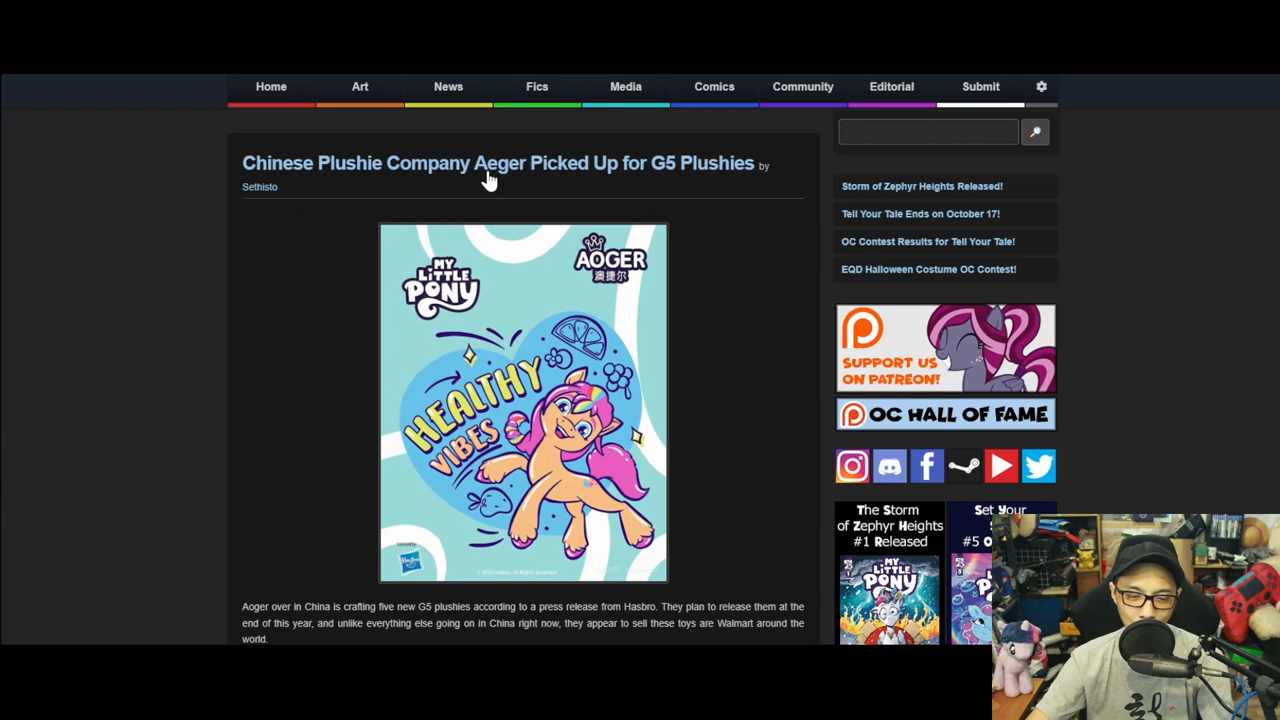 Home Art News Fics Media Comics Community Editorial Submit
Chinese Plushie Company Aeger Picked Up for G5 Plushies by
Sethisto
MY
LITTLE
PONY
AOGER
澳捷尔
HEALTHY
VIBES
Hasbro
Aoger over in China is crafting five new G5 plushies according to a press release from Hasbro. They plan to release them at the
end of this year, and unlike everything else going on in China right now, they appear to sell these toys are Walmart around the
world.
Storm of Zephyr Heights Released!
Tell Your Tale Ends on October 17!
OC Contest Results for Tell Your Tale!
EQD Halloween Costume OC Contest!
SUPPORT US
ON PATREON!
OC HALL OF FAME
The Storm
of Zephyr Heights
#1 Released
Set Your
#5
MY
LITTLE
PONY